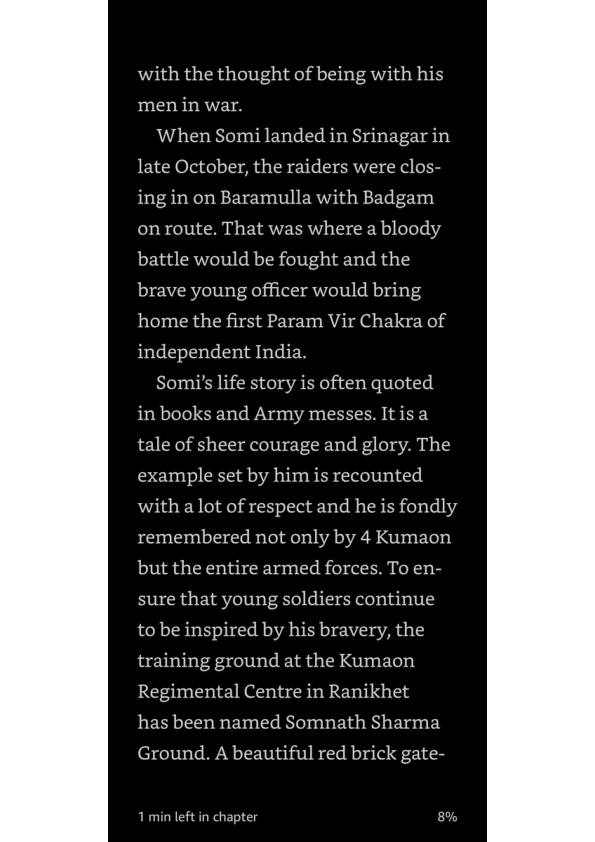 with the thought of being with his
men in war.
When Somi landed in Srinagar in
late October, the raiders were clos-
ing in on Baramulla with Badgam
on route. That was where a bloody
battle would be fought and the
brave young officer would bring
home the first Param Vir Chakra of
independent India.
Somi’s life story is often quoted
in books and Army messes. It is a
tale of sheer courage and glory. The
example set by him is recounted
with a lot of respect and he is fondly
remembered not only by 4 Kumaon
but the entire armed forces. To en-
sure that young soldiers continue
to be inspired by his bravery, the
training ground at the Kumaon
Regimental Centre in Ranikhet
has been named Somnath Sharma
Ground. A beautiful red brick gate-
1 min left in chapter 8%